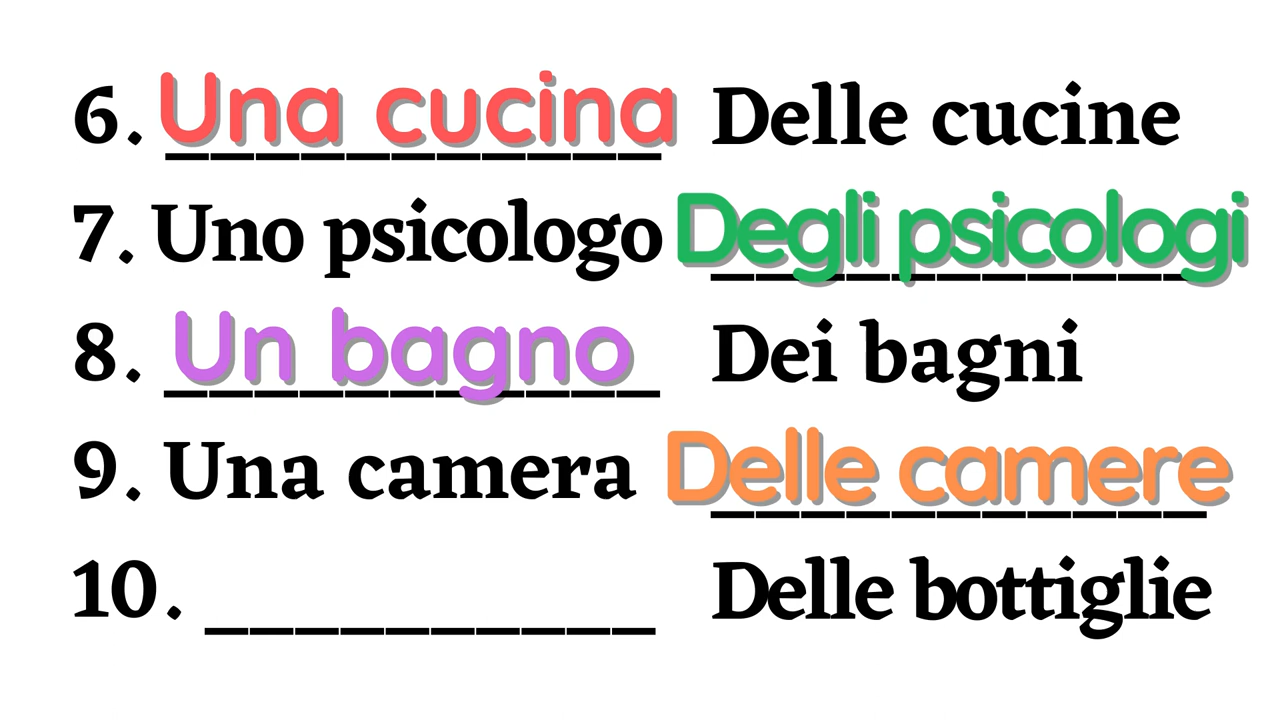 6. Una cucina Delle cucine
7. Uno psicologo Degli psicologi
8. Un bagno Dei bagni
9. Una camera Delle camere
10. ___________ Delle bottiglie